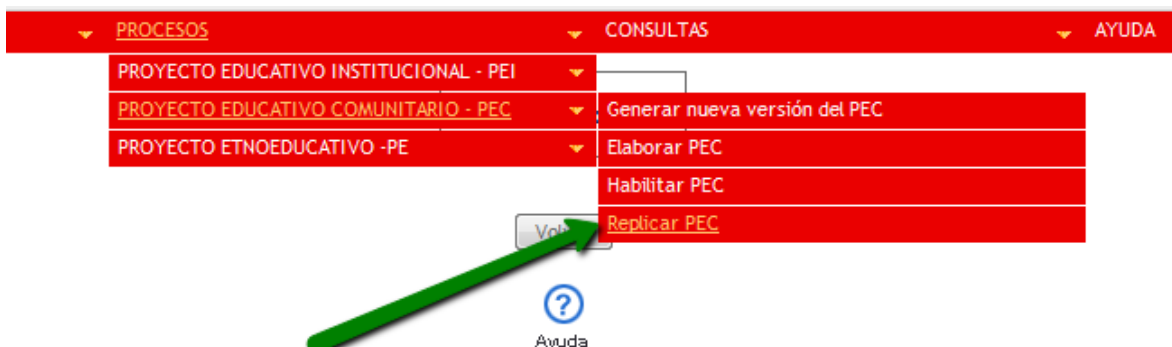 PROCESOS CONSULTAS AYUDA
PROYECTO EDUCATIVO INSTITUCIONAL - PEI
PROYECTO EDUCATIVO COMUNITARIO - PEC Generar nueva versión del PEC
PROYECTO ETNOEDUCATIVO -PE Elaborar PEC
Habilitar PEC
Replicar PEC
Ayuda